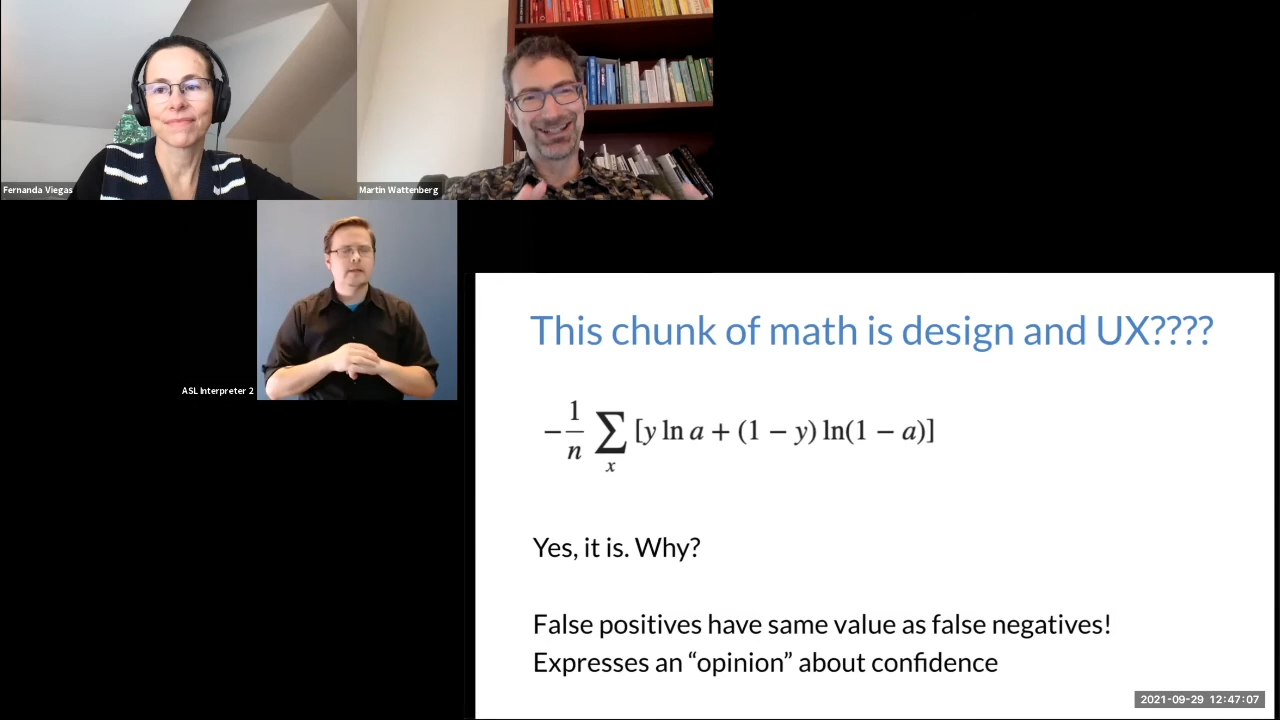 Fernanda Viegas
Martin Wattenberg
ASL Interpreter 2
This chunk of math is design and UX????
−1/n ∑x [y ln a + (1 − y) ln(1 − a)]
Yes, it is. Why?
False positives have same value as false negatives!
Expresses an “opinion” about confidence
2021-09-29 12:47:07